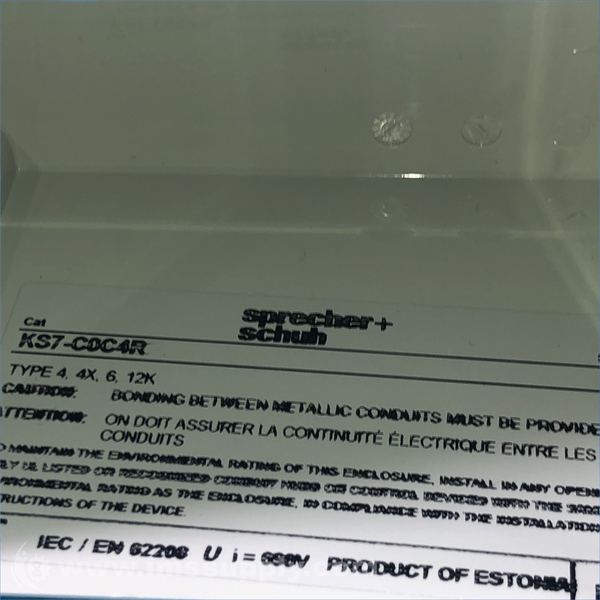 sprecher+
schuh
Cat
KS7-C0C4R
TYPE 4, 4X, 6, 12K
CAUTION: BONDING BETWEEN METALLIC CONDUITS MUST BE PROVIDE
ATTENTION: ON DOIT ASSURER LA CONTINUITÉ ÉLECTRIQUE ENTRE LES
CONDUITS
O MAINTAIN THE ENVIRONMENTAL RATING OF THIS ENCLOSURE, INSTALL IN ANY OPENI
LY UL LISTED OR RECOGNIZED CONDUIT HUBS OR CONTROL DEVICES WITH THE SAME
VIRONMENTAL RATING AS THE ENCLOSURE, IN COMPLIANCE WITH THE INSTALLATION
RUCTIONS OF THE DEVICE.
IEC / EN 62208 U i = 690V PRODUCT OF ESTONIA